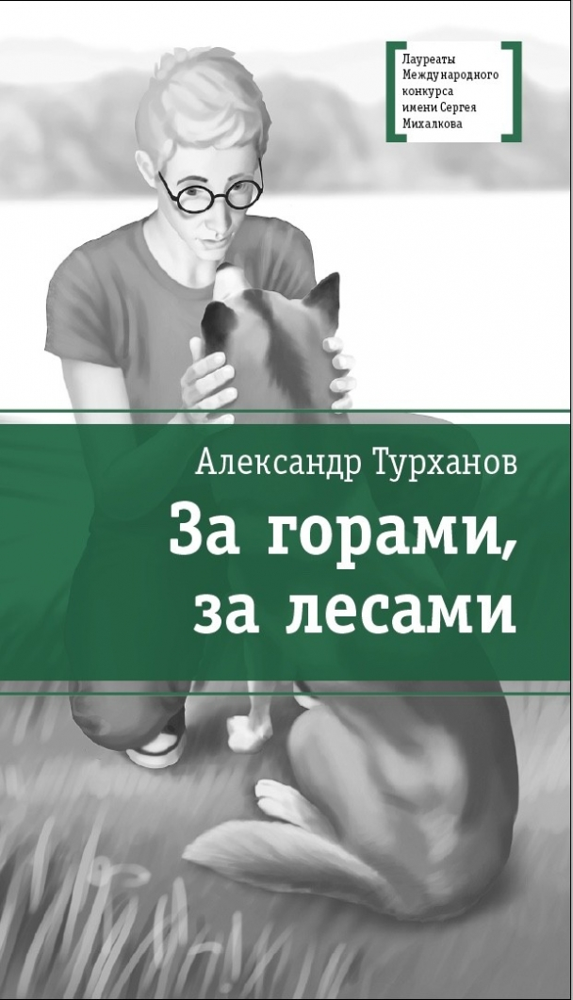 Лауреаты
Международного
конкурса
имени Сергея
Михалкова
Александр Турханов
За горами,
за лесами